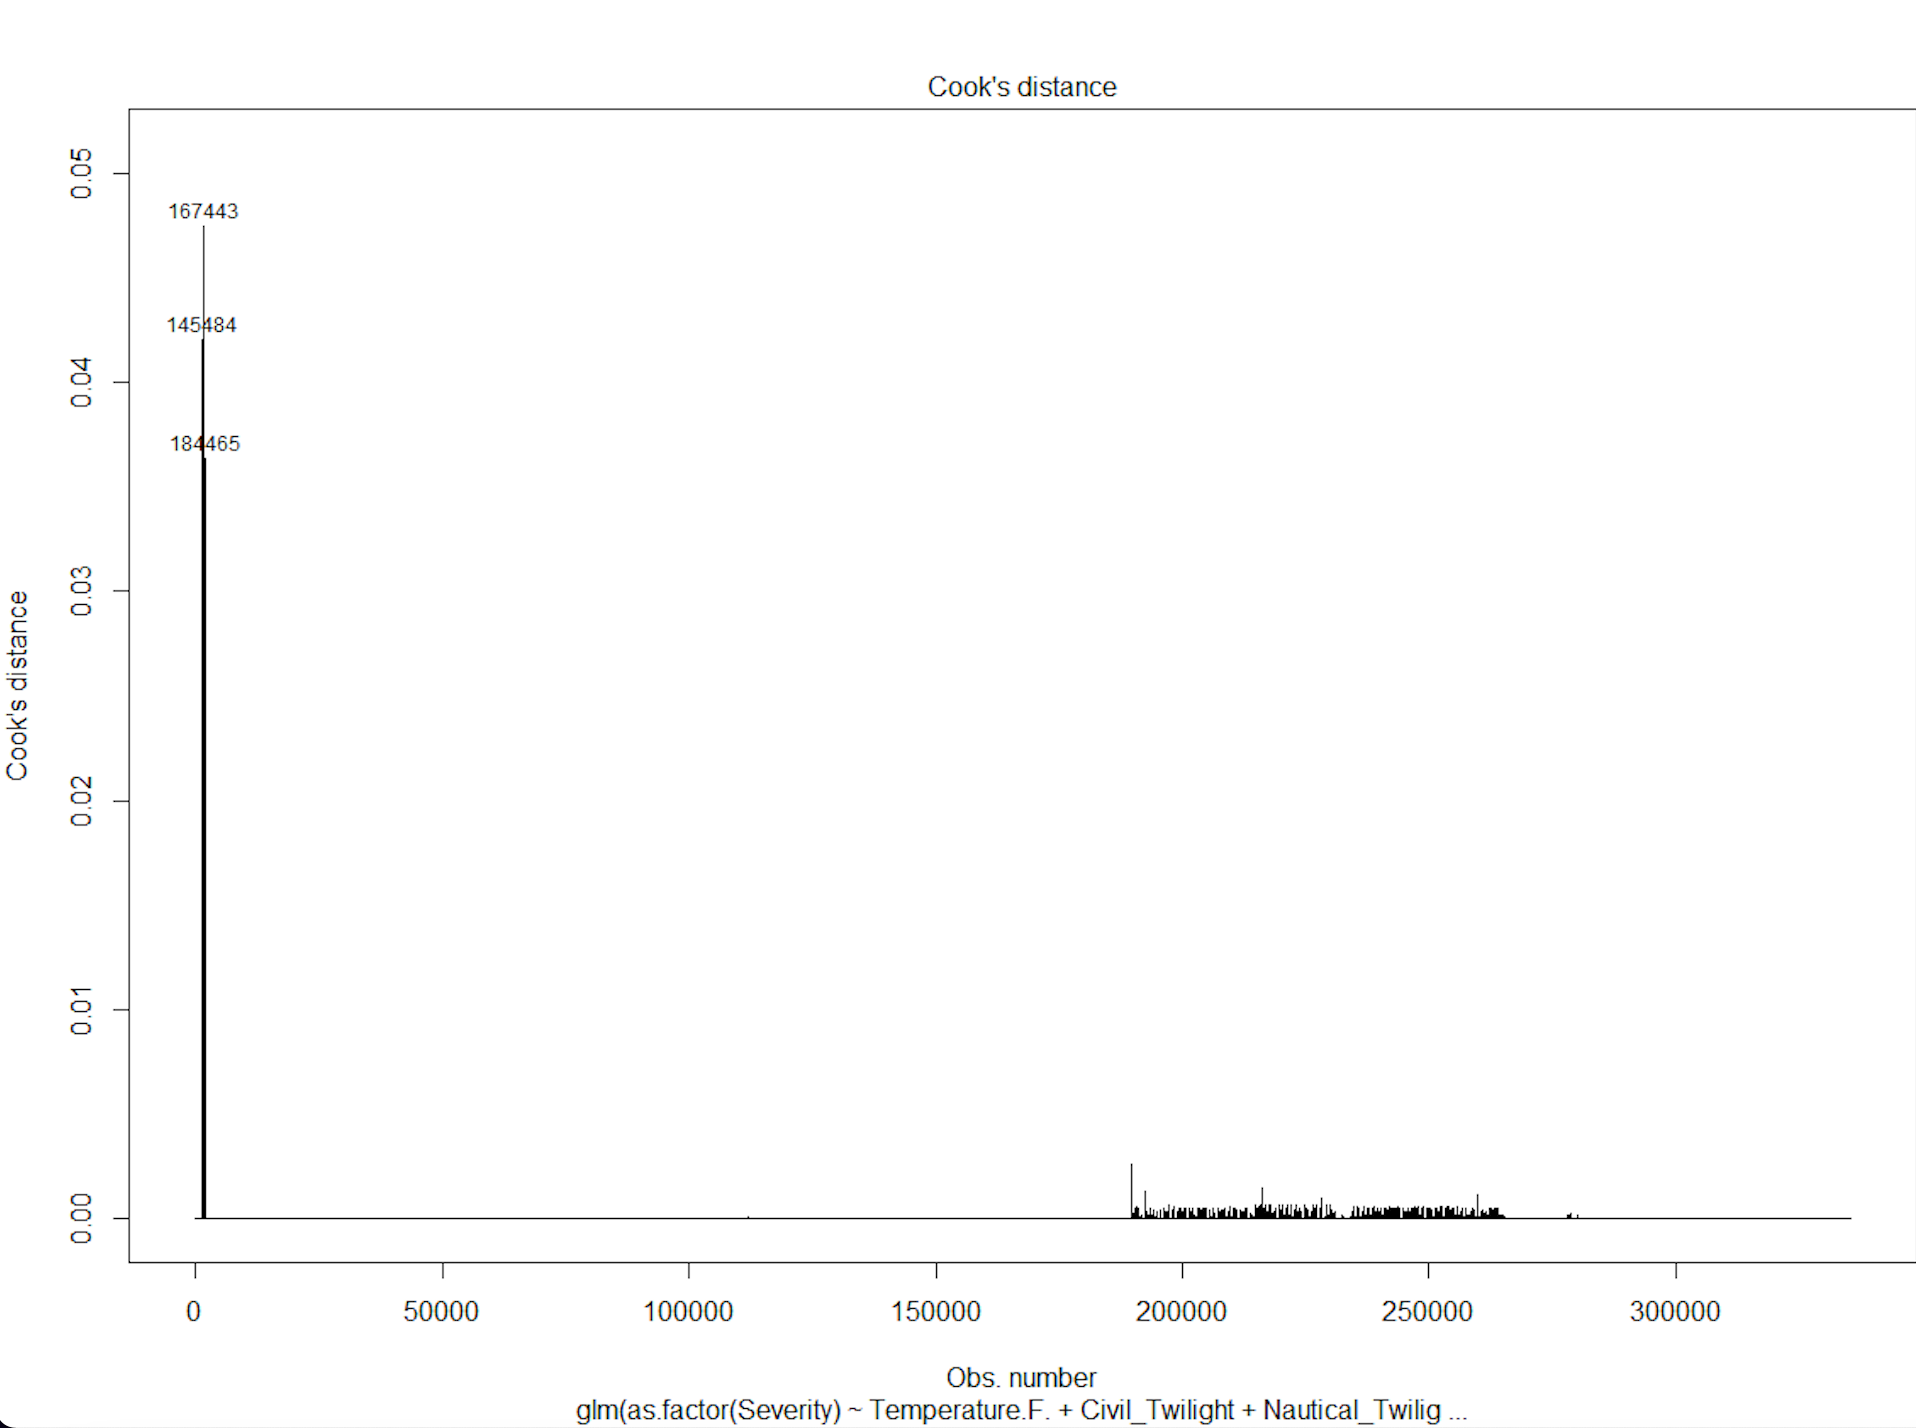 Cook's distance
0.05
0.04
0.03
0.02
0.01
0.00
Cook's distance
167443
145484
184465
0 50000 100000 150000 200000 250000 300000
Obs. number
glm(as.factor(Severity) ~ Temperature.F. + Civil_Twilight + Nautical_Twilig ...